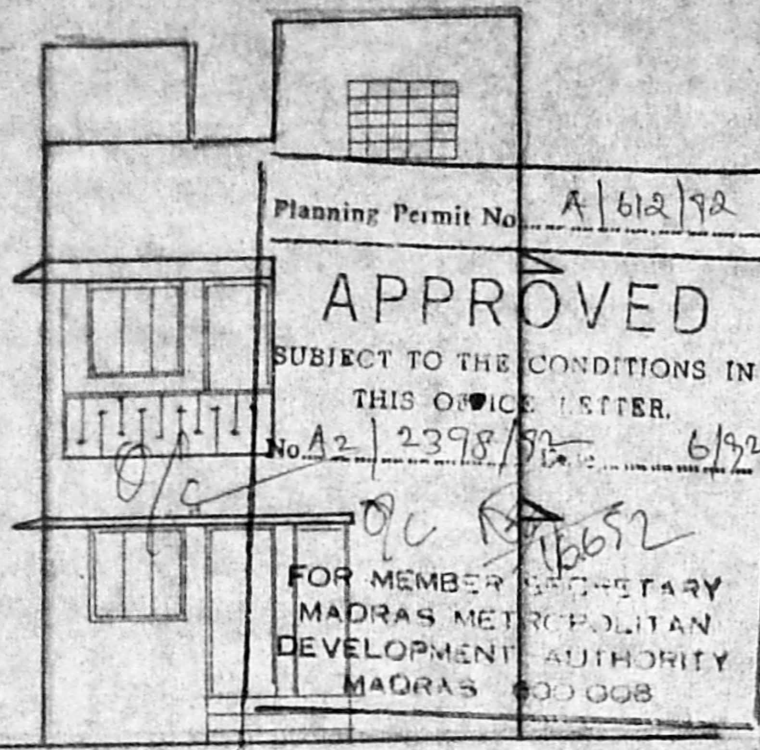 Planning Permit No. A/612/92
APPROVED
SUBJECT TO THE CONDITIONS IN
THIS OFFICE LETTER.
No. A2/2398/92 Date 6/92
O/c
O/c
FOR MEMBER SECRETARY
MADRAS METROPOLITAN
DEVELOPMENT AUTHORITY
MADRAS 600 008